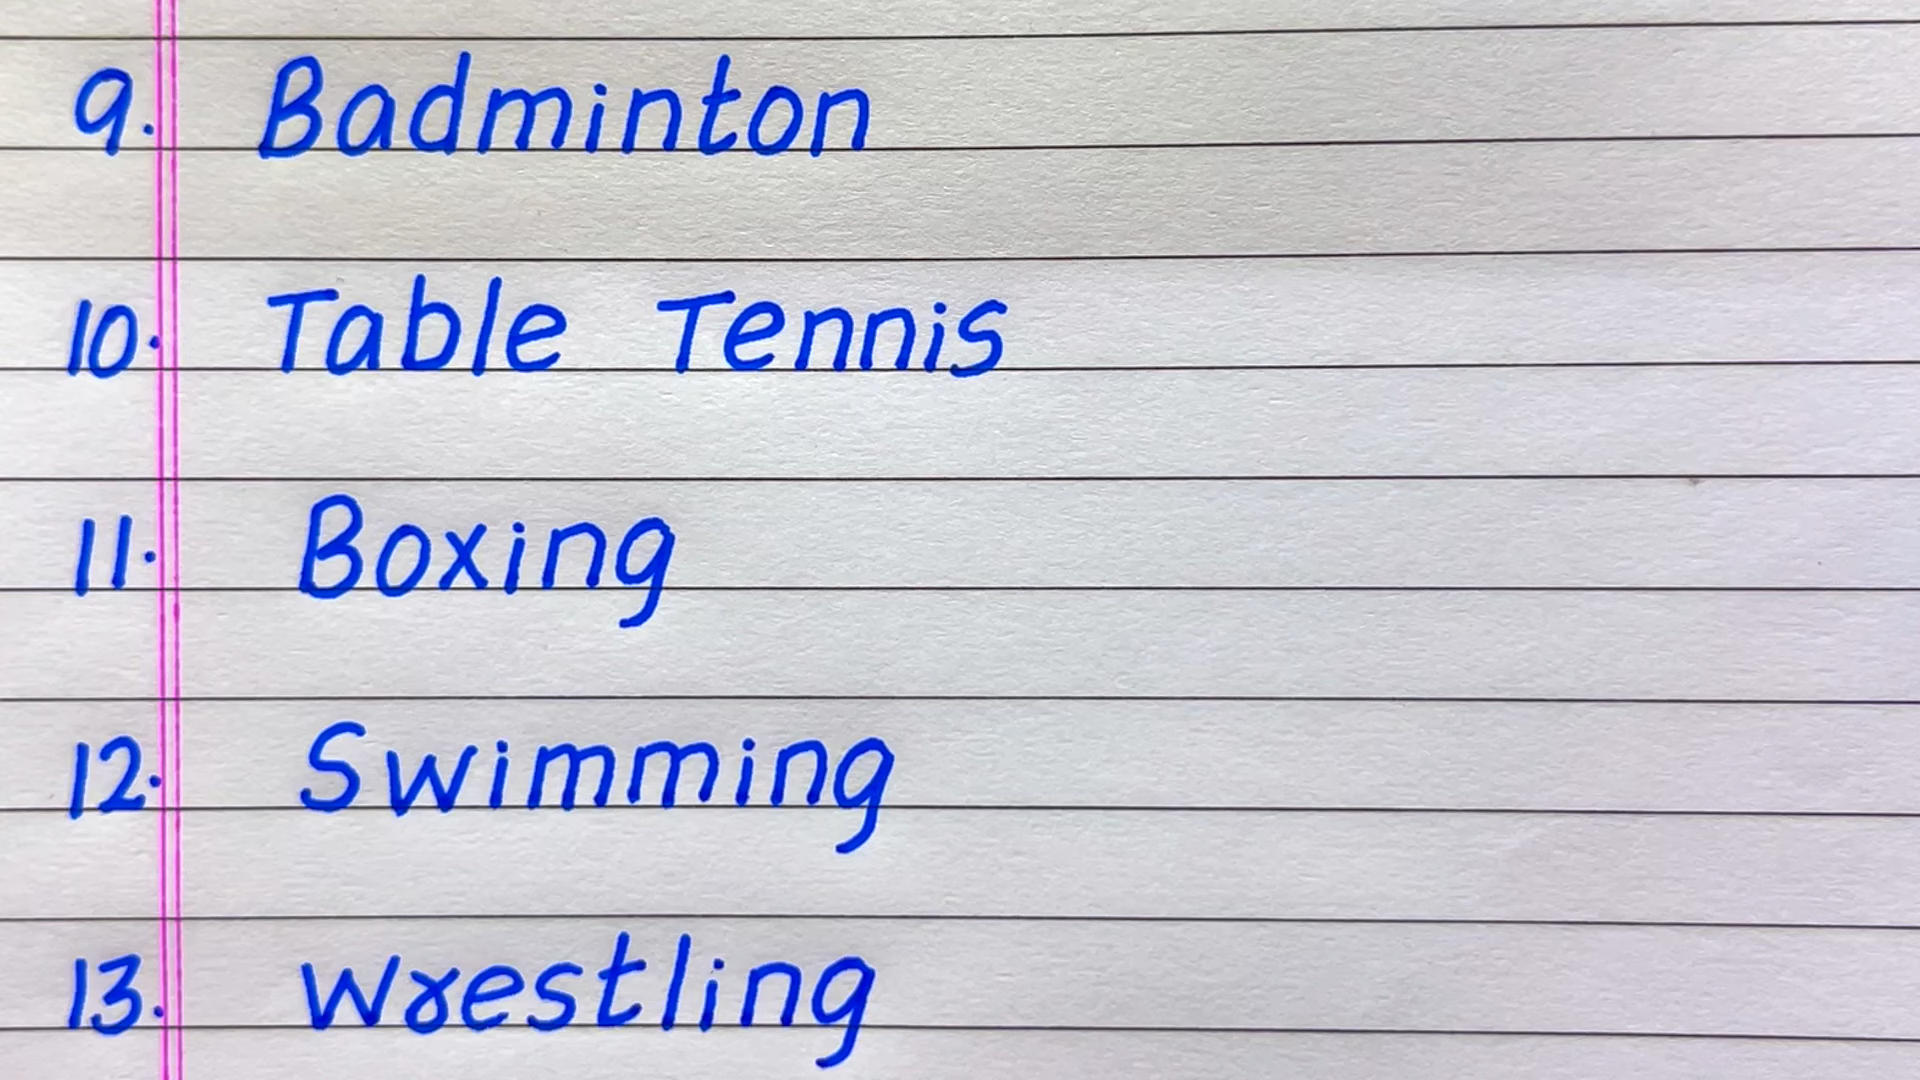 9. Badminton
10. Table Tennis
11. Boxing
12. Swimming
13. Wrestling